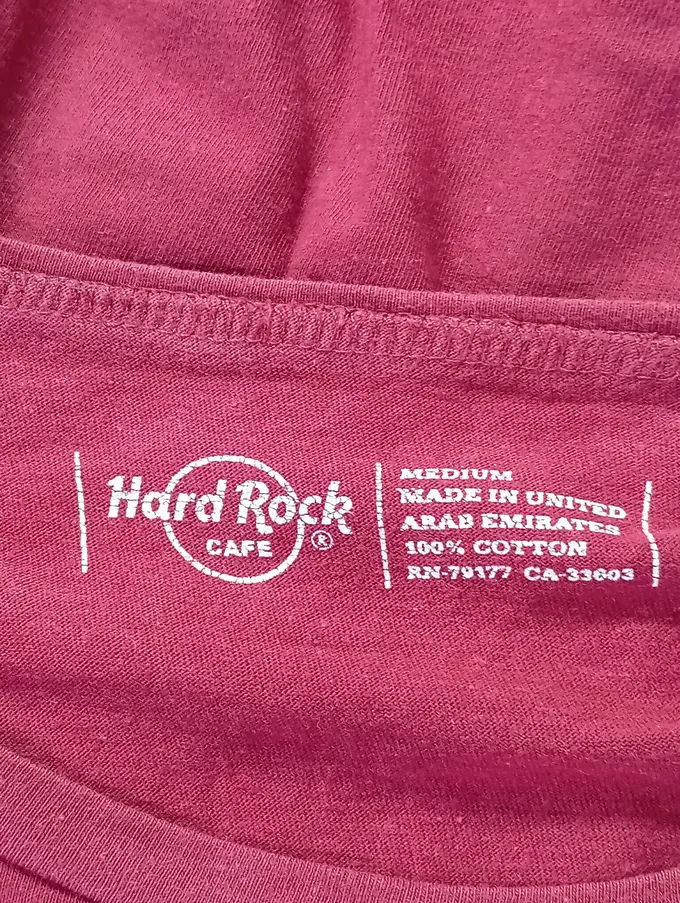 Hard Rock
CAFE ®
MEDIUM
MADE IN UNITED
ARAB EMIRATES
100% COTTON
RN-79177 CA-33603